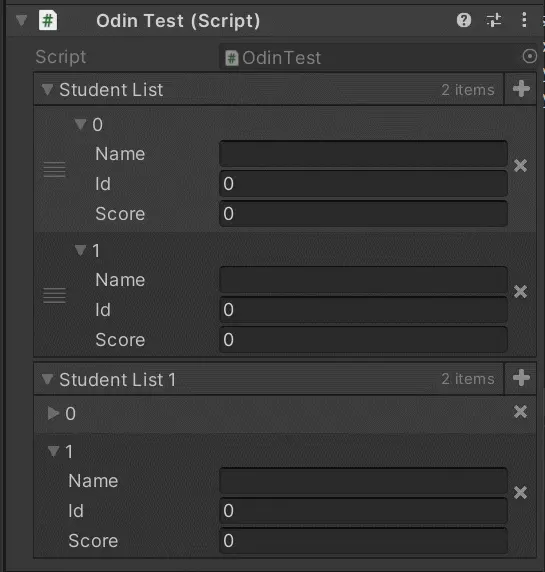 Odin Test (Script)
Script OdinTest
Student List 2 items
0
Name
Id 0
Score 0
1
Name
Id 0
Score 0
Student List 1 2 items
0
1
Name
Id 0
Score 0